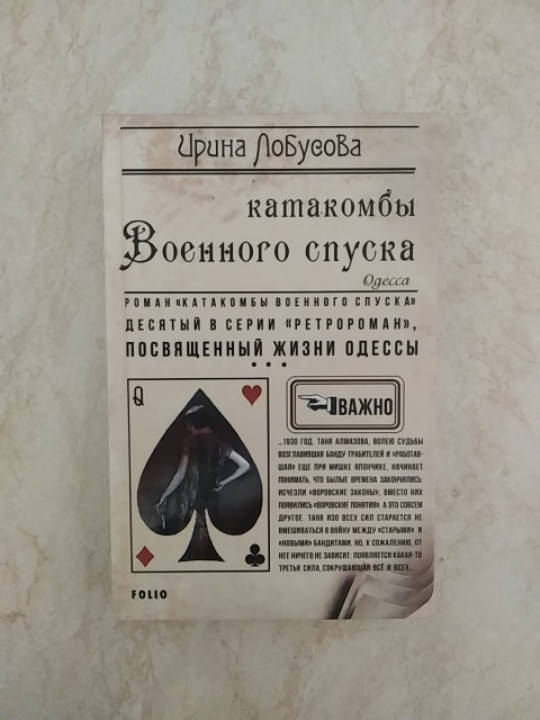 Ирина Лобусова
катакомбы
Военного спуска
Одесса
РОМАН «КАТАКОМБЫ ВОЕННОГО СПУСКА»
ДЕСЯТЫЙ В СЕРИИ «РЕТРОРОМАН»,
ПОСВЯЩЕННЫЙ ЖИЗНИ ОДЕССЫ
• • •
Q
ВАЖНО
...1930 ГОД. ТАНЯ АЛМАЗОВА, ВОЛЕЮ СУДЬБЫ
ВОЗГЛАВИВШАЯ БАНДУ ГРАБИТЕЛЕЙ И «РАБОТАВ-
ШАЯ» ЕЩЕ ПРИ МИШКЕ ЯПОНЧИКЕ, НАЧИНАЕТ
ПОНИМАТЬ, ЧТО БЫЛЫЕ ВРЕМЕНА ЗАКОНЧИЛИСЬ:
ИСЧЕЗЛИ «ВОРОВСКИЕ ЗАКОНЫ», ВМЕСТО НИХ
ПОЯВИЛИСЬ «ВОРОВСКИЕ ПОНЯТИЯ». А ЭТО СОВСЕМ
ДРУГОЕ. ТАНЯ ИЗО ВСЕХ СИЛ СТАРАЕТСЯ НЕ
ВМЕШИВАТЬСЯ В ВОЙНУ МЕЖДУ «СТАРЫМИ» И
«НОВЫМИ» БАНДИТАМИ, НО, К СОЖАЛЕНИЮ, ОТ
НЕЕ НИЧЕГО НЕ ЗАВИСИТ. ПОЯВЛЯЕТСЯ КАКАЯ-ТО
ТРЕТЬЯ СИЛА, СОКРУШАЮЩАЯ ВСЁ И ВСЕХ...
FOLIO